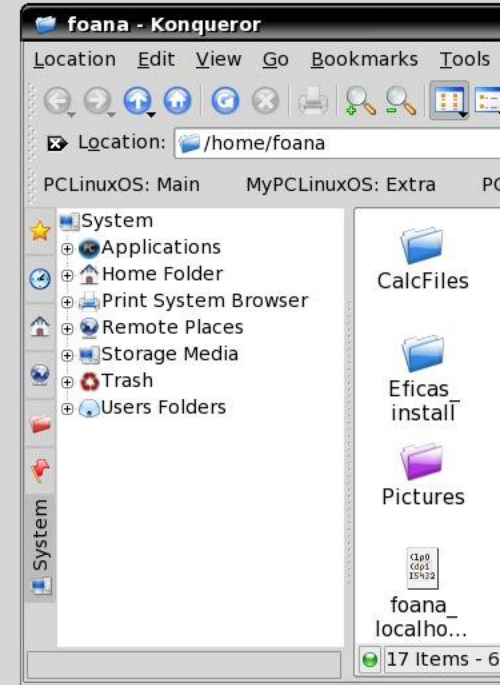 foana - Konqueror
Location Edit View Go Bookmarks Tools
Location: /home/foana
PCLinuxOS: Main MyPCLinuxOS: Extra PC
System
Applications
Home Folder
Print System Browser
Remote Places
Storage Media
Trash
Users Folders
System
CalcFiles
Eficas_
install
Pictures
foana_
localho...
17 Items - 6